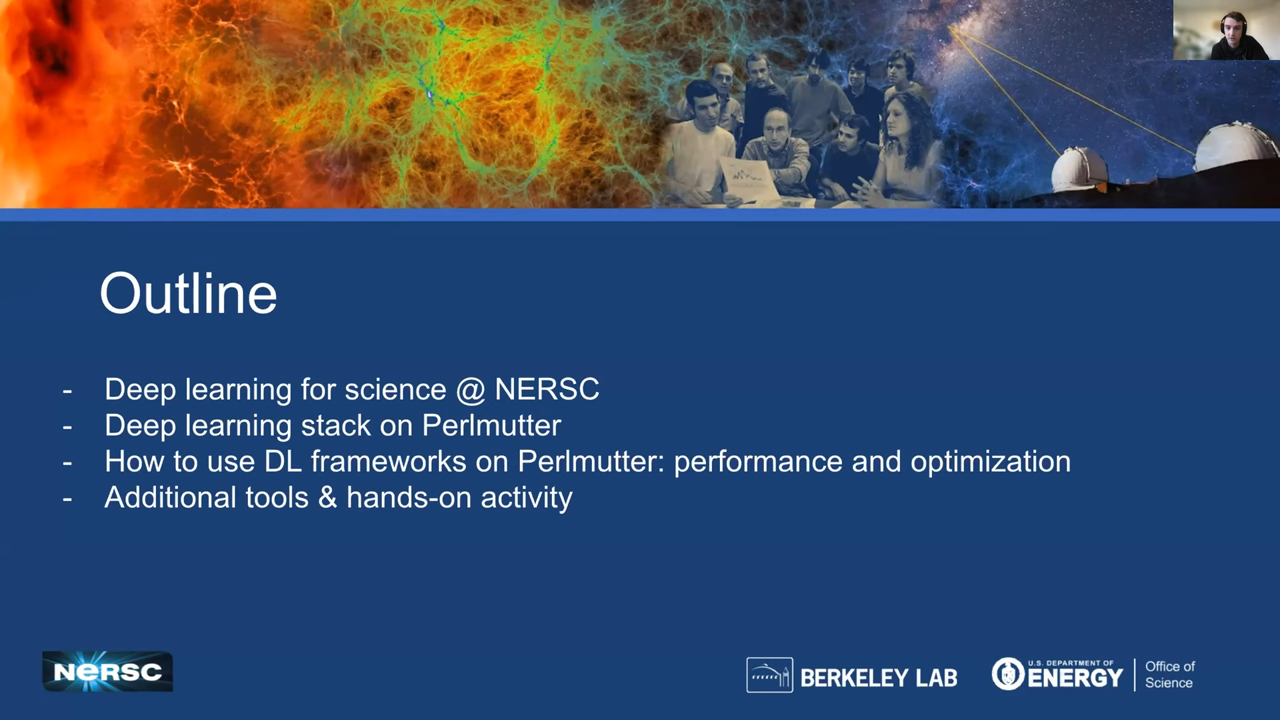 Outline
- Deep learning for science @ NERSC
- Deep learning stack on Perlmutter
- How to use DL frameworks on Perlmutter: performance and optimization
- Additional tools & hands-on activity
NERSC
BERKELEY LAB
U.S. DEPARTMENT OF
ENERGY
Office of
Science